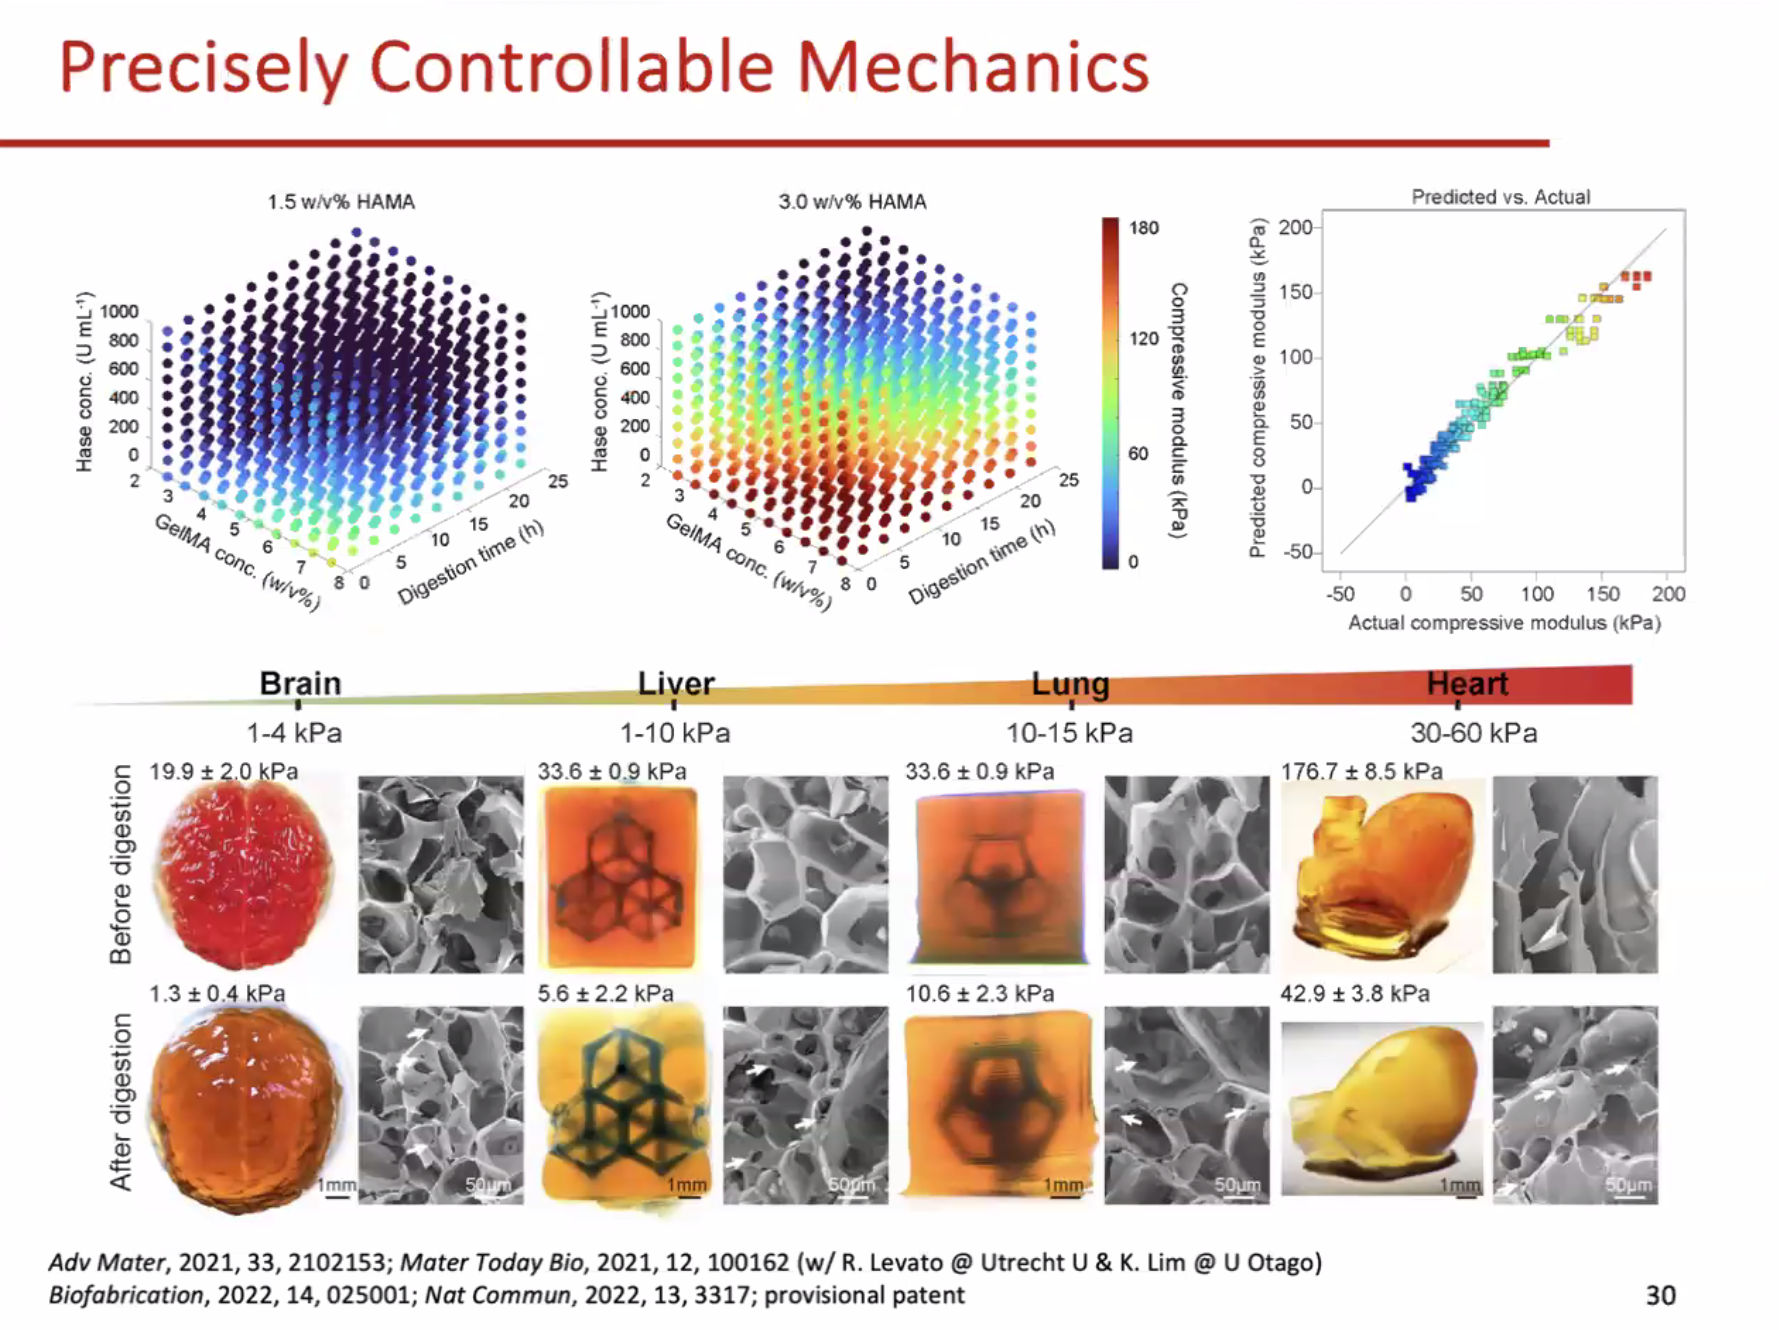 Precisely Controllable Mechanics
1.5 w/v% HAMA
Hase conc. (U mL⁻¹)
1000
800
600
400
200
0
2
3
4
5
6
7
8
GelMA conc. (w/v%)
0
5
10
15
20
25
Digestion time (h)
3.0 w/v% HAMA
Hase conc. (U mL⁻¹)
1000
800
600
400
200
0
2
3
4
5
6
7
8
GelMA conc. (w/v%)
0
5
10
15
20
25
Digestion time (h)
180
120
60
0
Compressive modulus (kPa)
Predicted vs. Actual
Predicted compressive modulus (kPa)
200
150
100
50
0
-50
-50 0 50 100 150 200
Actual compressive modulus (kPa)
Brain Liver Lung Heart
1-4 kPa 1-10 kPa 10-15 kPa 30-60 kPa
Before digestion
19.9 ± 2.0 kPa 33.6 ± 0.9 kPa 33.6 ± 0.9 kPa 176.7 ± 8.5 kPa
After digestion
1.3 ± 0.4 kPa 5.6 ± 2.2 kPa 10.6 ± 2.3 kPa 42.9 ± 3.8 kPa
1mm 50µm 1mm 50µm 1mm 50µm 1mm 50µm
Adv Mater, 2021, 33, 2102153; Mater Today Bio, 2021, 12, 100162 (w/ R. Levato @ Utrecht U & K. Lim @ U Otago)
Biofabrication, 2022, 14, 025001; Nat Commun, 2022, 13, 3317; provisional patent
30